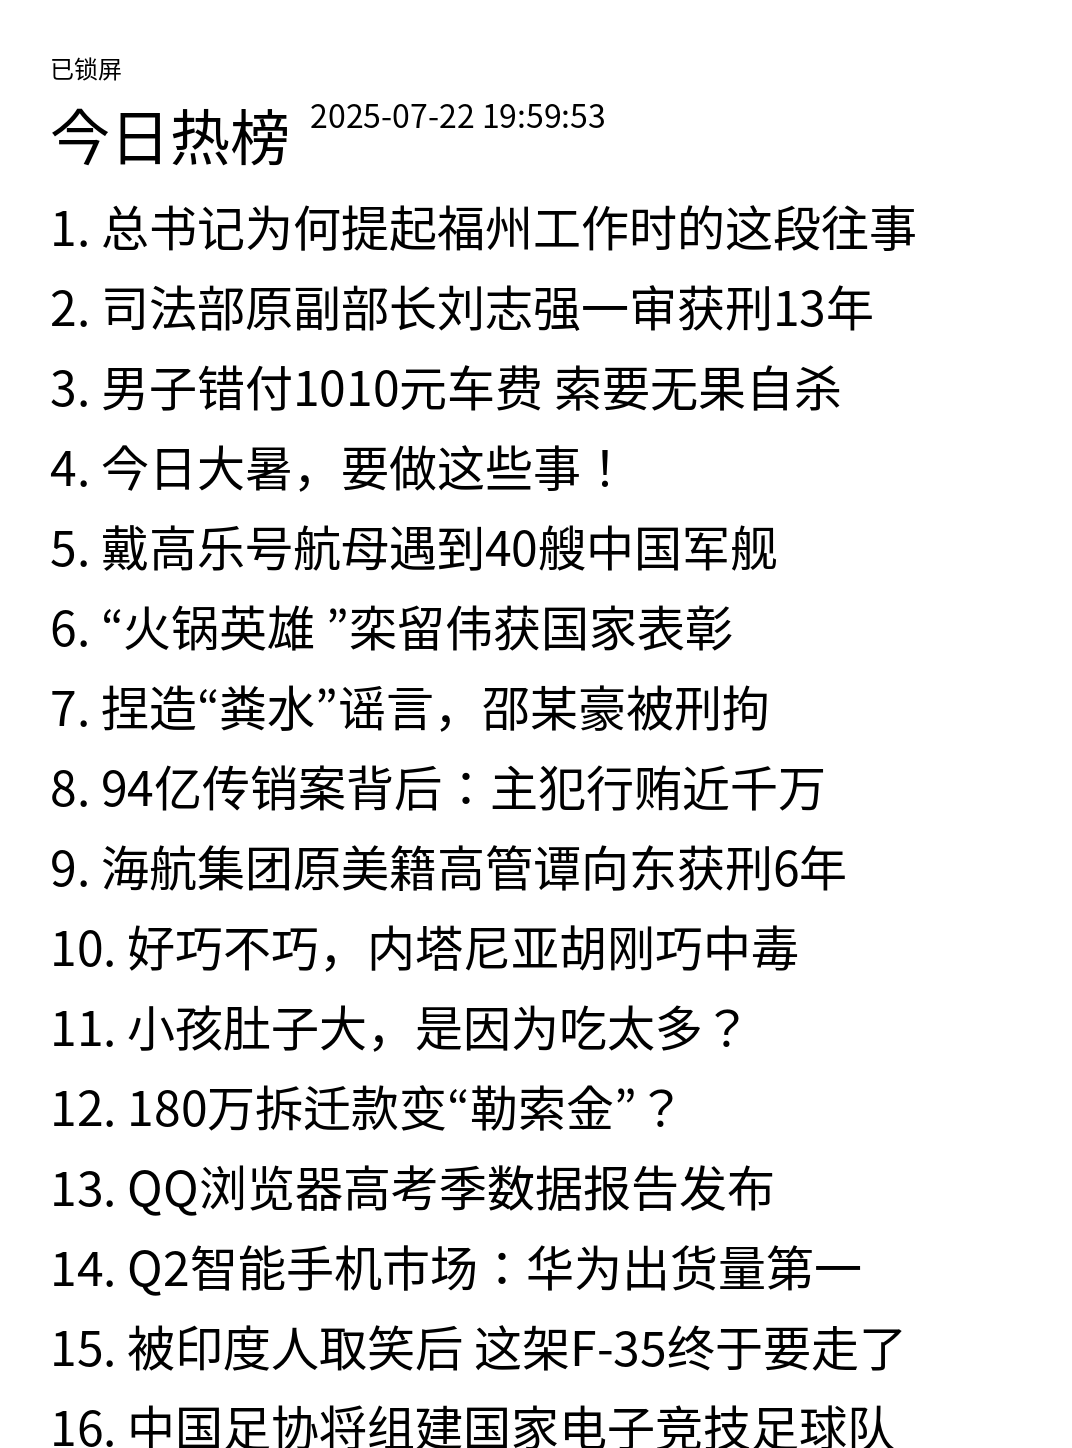 已锁屏
今日热榜 2025-07-22 19:59:53
1. 总书记为何提起福州工作时的这段往事
2. 司法部原副部长刘志强一审获刑13年
3. 男子错付1010元车费 索要无果自杀
4. 今日大暑，要做这些事！
5. 戴高乐号航母遇到40艘中国军舰
6. “火锅英雄 ”栾留伟获国家表彰
7. 捏造“粪水”谣言，邵某豪被刑拘
8. 94亿传销案背后：主犯行贿近千万
9. 海航集团原美籍高管谭向东获刑6年
10. 好巧不巧，内塔尼亚胡刚巧中毒
11. 小孩肚子大，是因为吃太多？
12. 180万拆迁款变“勒索金”？
13. QQ浏览器高考季数据报告发布
14. Q2智能手机市场：华为出货量第一
15. 被印度人取笑后 这架F-35终于要走了
16. 中国足协将组建国家电子竞技足球队